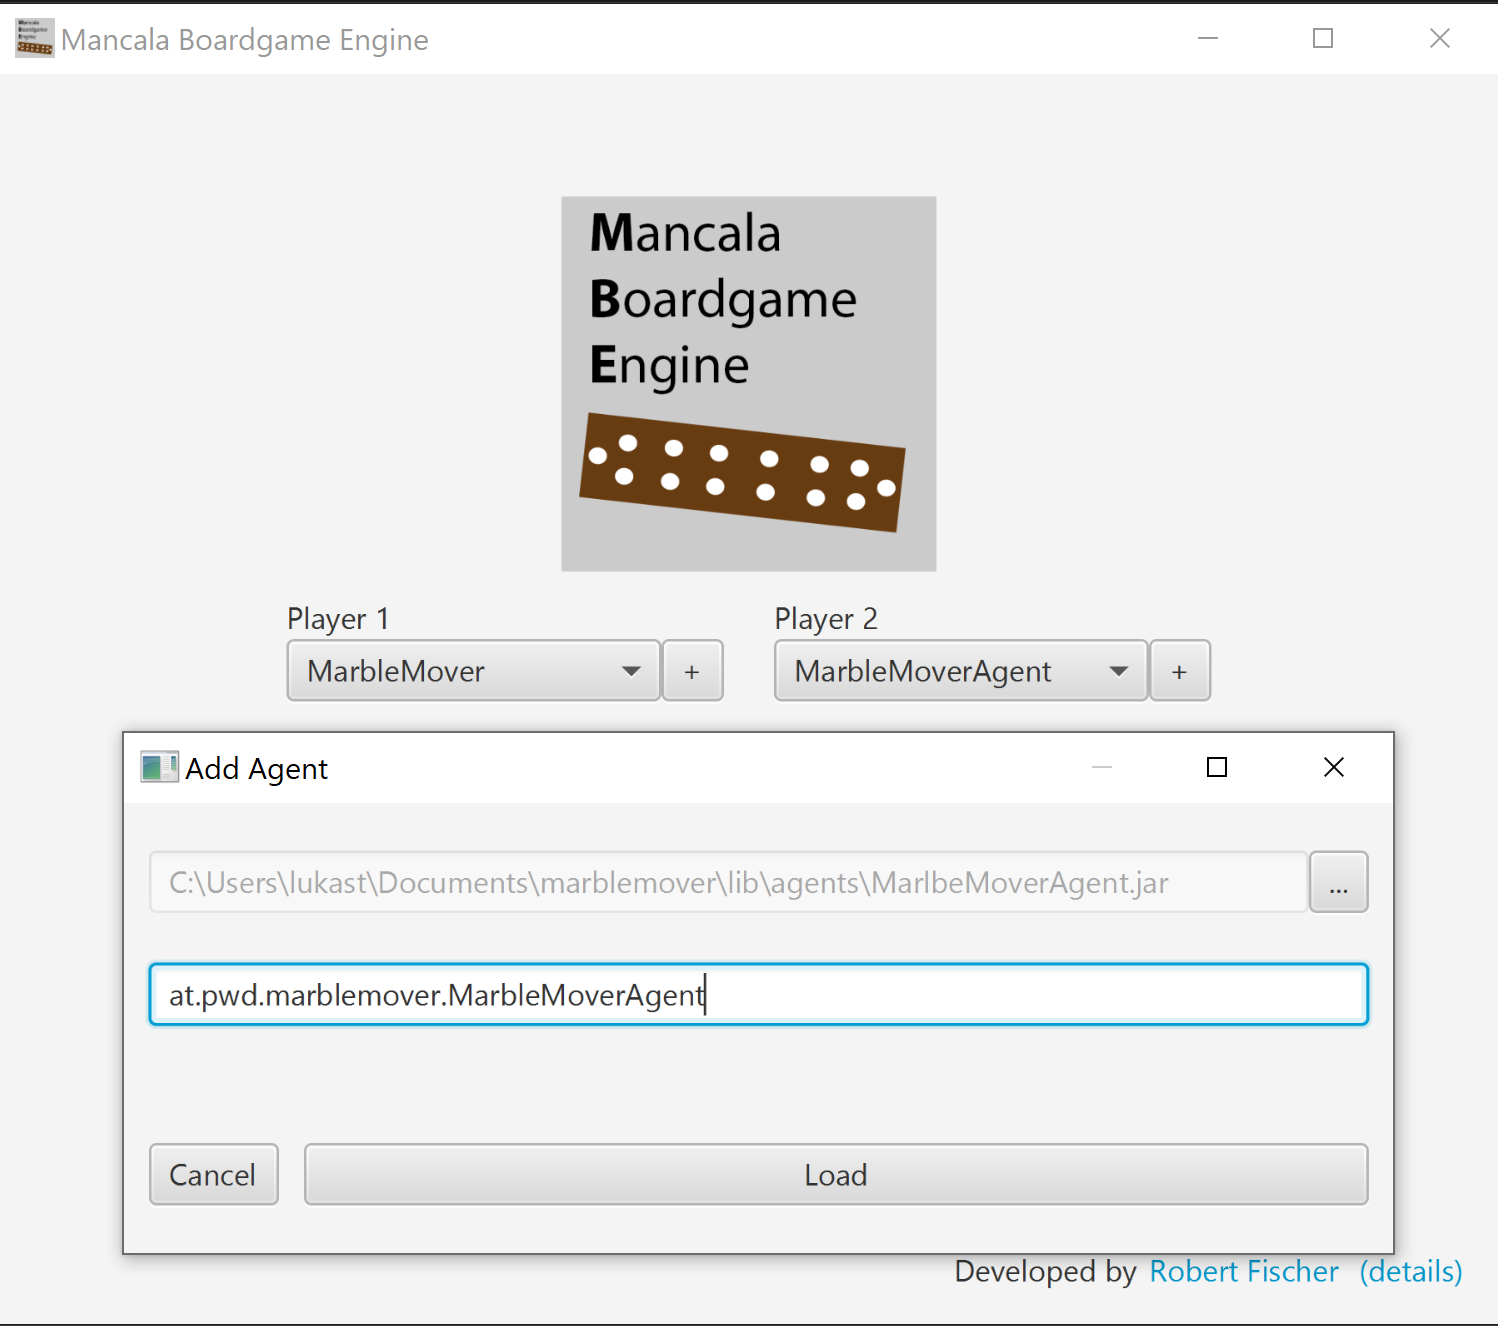 Mancala Boardgame Engine
Mancala
Boardgame
Engine
Player 1
Player 2
MarbleMover
+
MarbleMoverAgent
+
Add Agent
C:\Users\lukast\Documents\marblemover\lib\agents\MarlbeMoverAgent.jar
...
at.pwd.marblemover.MarbleMoverAgent
Cancel
Load
Developed by Robert Fischer (details)